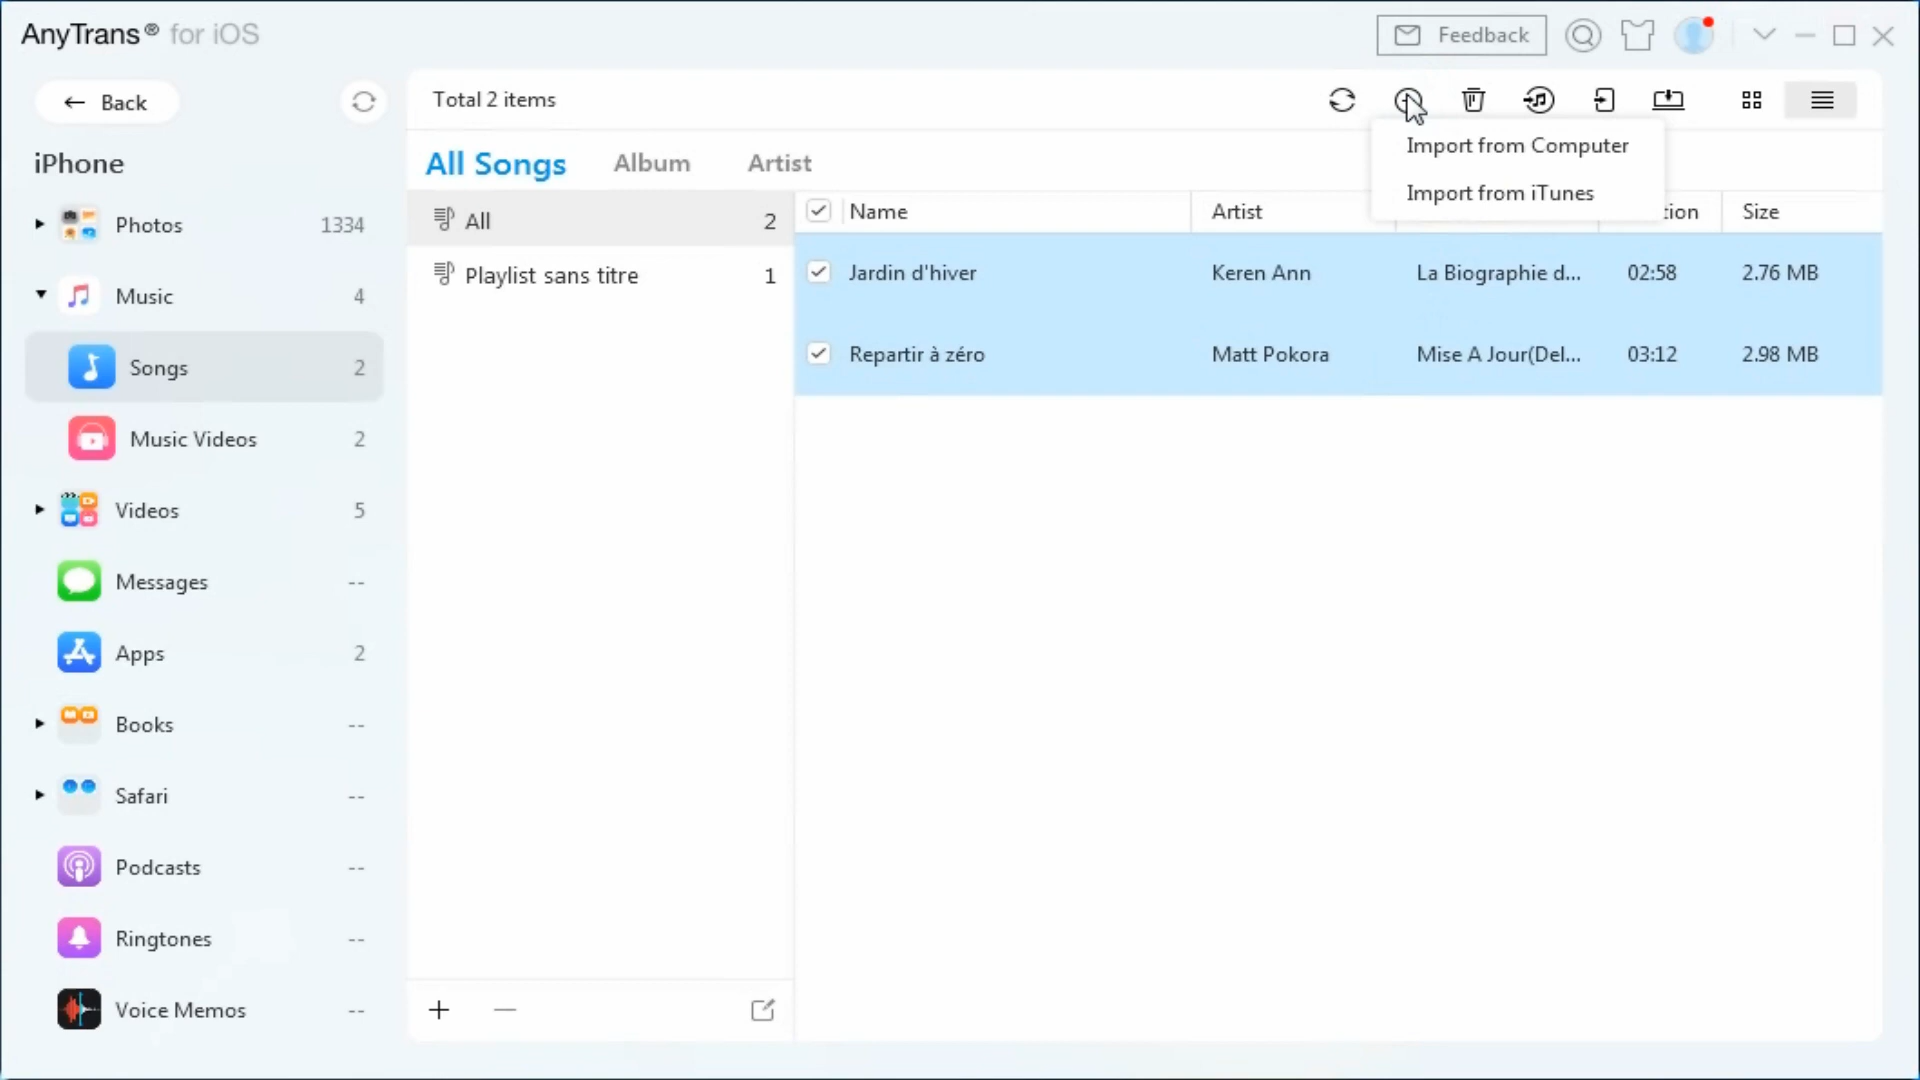 AnyTrans® for iOS
Feedback
Back
Total 2 items
Import from Computer
Import from iTunes
iPhone
All Songs Album Artist
Photos 1334
Music 4
Songs 2
Music Videos 2
Videos 5
Messages --
Apps 2
Books --
Safari --
Podcasts --
Ringtones --
Voice Memos --
All 2
Playlist sans titre 1
Name Artist tion Size
Jardin d'hiver Keren Ann La Biographie d... 02:58 2.76 MB
Repartir à zéro Matt Pokora Mise A Jour(Del... 03:12 2.98 MB